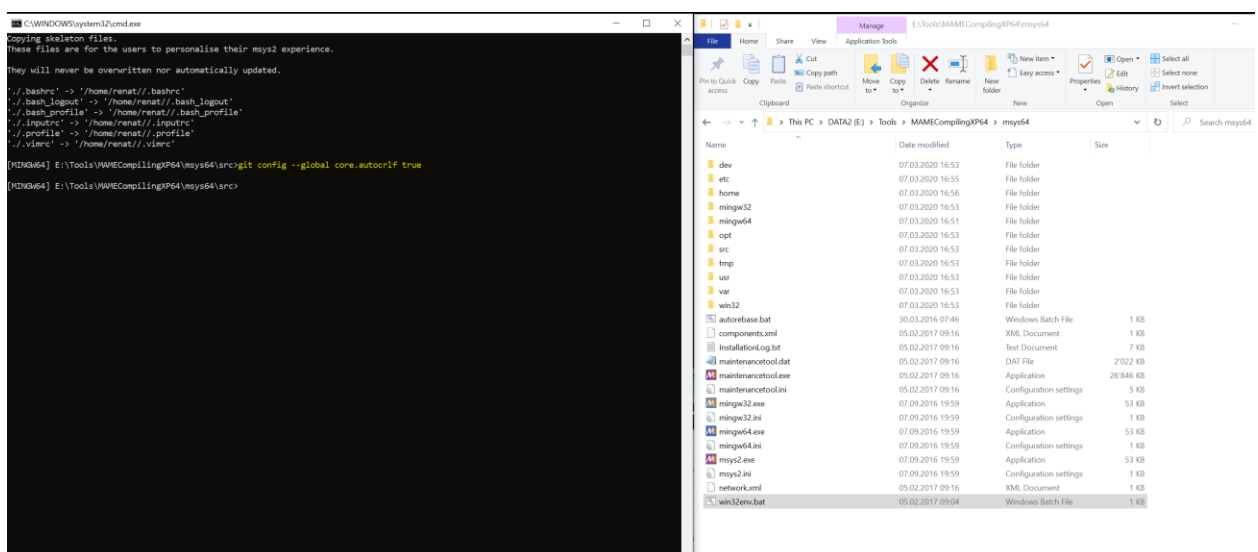 C:\WINDOWS\system32\cmd.exe
Copying skeleton files.
These files are for the users to personalise their msys2 experience.
They will never be overwritten nor automatically updated.
'./.bashrc' -> '/home/renat//.bashrc'
'./.bash_logout' -> '/home/renat//.bash_logout'
'./.bash_profile' -> '/home/renat//.bash_profile'
'./.inputrc' -> '/home/renat//.inputrc'
'./.profile' -> '/home/renat//.profile'
'./.vimrc' -> '/home/renat//.vimrc'
[MINGW64] E:\Tools\MAMECompilingXP64\msys64\src>git config --global core.autocrlf true
[MINGW64] E:\Tools\MAMECompilingXP64\msys64\src>
Manage E:\Tools\MAMECompilingXP64\msys64
File Home Share View Application Tools
Pin to Quick access
Copy
Paste
Cut
Copy path
Paste shortcut
Move to
Copy to
Delete
Rename
New folder
New item
Easy access
Properties
Open
Edit
History
Select all
Select none
Invert selection
Clipboard Organize New Open Select
This PC > DATA2 (E:) > Tools > MAMECompilingXP64 > msys64
Search msys64
Name Date modified Type Size
dev 07.03.2020 16:53 File folder
etc 07.03.2020 16:55 File folder
home 07.03.2020 16:56 File folder
mingw32 07.03.2020 16:53 File folder
mingw64 07.03.2020 16:51 File folder
opt 07.03.2020 16:53 File folder
src 07.03.2020 16:53 File folder
tmp 07.03.2020 16:53 File folder
usr 07.03.2020 16:53 File folder
var 07.03.2020 16:53 File folder
win32 07.03.2020 16:53 File folder
autorebase.bat 30.03.2016 07:46 Windows Batch File 1 KB
components.xml 05.02.2017 09:16 XML Document 1 KB
InstallationLog.txt 05.02.2017 09:16 Text Document 7 KB
maintenancetool.dat 05.02.2017 09:16 DAT File 2'022 KB
maintenancetool.exe 05.02.2017 09:16 Application 26'846 KB
maintenancetool.ini 05.02.2017 09:16 Configuration settings 5 KB
mingw32.exe 07.09.2016 19:59 Application 53 KB
mingw32.ini 07.09.2016 19:59 Configuration settings 1 KB
mingw64.exe 07.09.2016 19:59 Application 53 KB
mingw64.ini 07.09.2016 19:59 Configuration settings 1 KB
msys2.exe 07.09.2016 19:59 Application 53 KB
msys2.ini 07.09.2016 19:59 Configuration settings 1 KB
network.xml 05.02.2017 09:16 XML Document 1 KB
win32env.bat 05.02.2017 09:04 Windows Batch File 1 KB